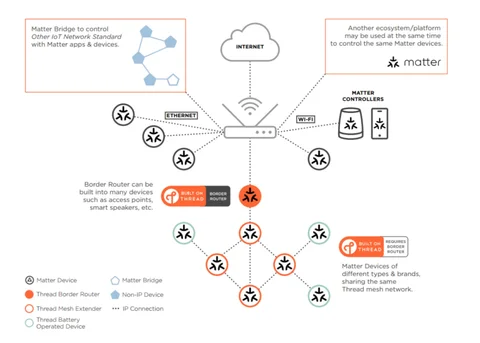 Matter Bridge to control
Other IoT Network Standard
with Matter apps & devices.
INTERNET
Another ecosystem/platform
may be used at the same time
to control the same Matter devices.
matter
ETHERNET
WI-FI
MATTER
CONTROLLERS
Border Router can be
built into many devices
such as access points,
smart speakers, etc.
BUILT ON
THREAD
BORDER
ROUTER
BUILT ON
THREAD
REQUIRES
BORDER
ROUTER
Matter Devices of
different types & brands,
sharing the same
Thread mesh network.
Matter Device
Matter Bridge
Thread Border Router
Non-IP Device
Thread Mesh Extender
IP Connection
Thread Battery
Operated Device